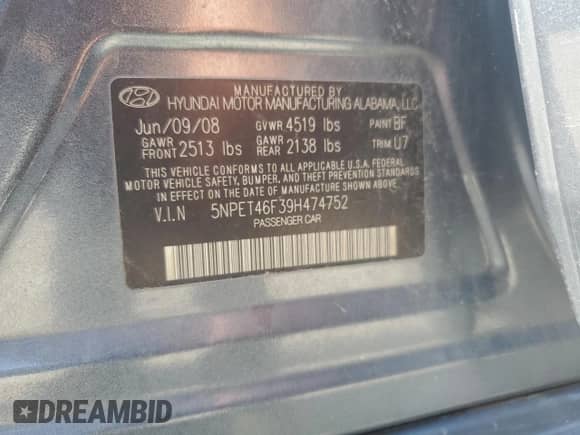 MANUFACTURED BY
HYUNDAI MOTOR MANUFACTURING ALABAMA, LLC
Jun/09/08 GVWR 4519 lbs PAINT BF
GAWR FRONT 2513 lbs GAWR REAR 2138 lbs TRIM U7
THIS VEHICLE CONFORMS TO ALL APPLICABLE U.S.A. FEDERAL
MOTOR VEHICLE SAFETY, BUMPER, AND THEFT PREVENTION STANDARDS
IN EFFECT ON THE DATE OF MANUFACTURE SHOWN ABOVE.
V.I.N 5NPET46F39H474752
PASSENGER CAR
DREAMBID